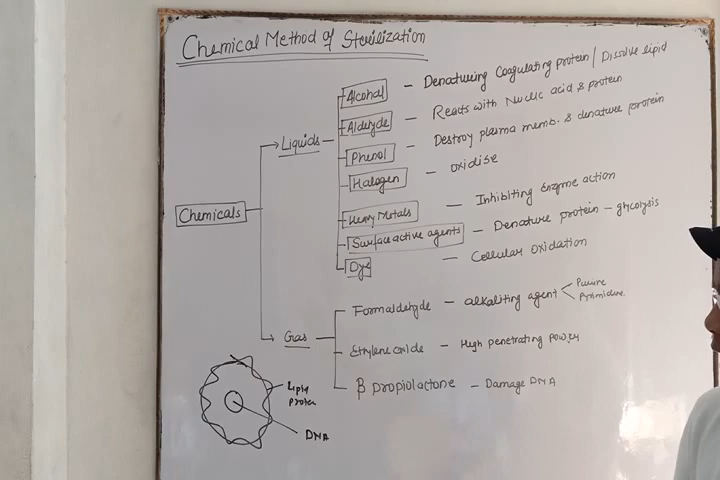 Chemical Method of Sterilization
Chemicals
Liquids
Alcohol - Denaturing Coagulating protein / Dissolve lipid
Aldehyde - Reacts with Nuclic acid & protein
Phenol - Destroy plasma memb. & denature protein
Halogen - oxidise
Heavy Metals - Inhibiting Enzyme action
Surface active agents - Denature protein - glycolysis
Dye - Cellular Oxidation
Gas
Formaldehyde - alkaliting agent < Purine
Primidine
Ethylene oxide - High penetrating power
β Propiolactone - Damage DNA
Lipid
Protein
DNA